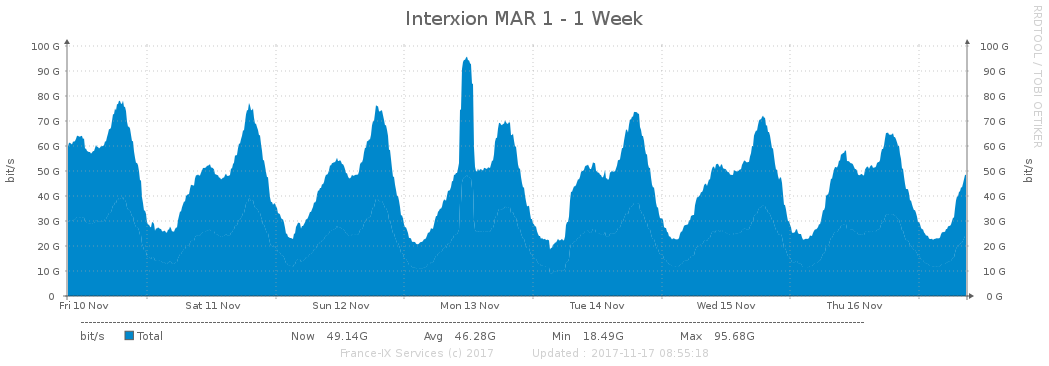 Interxion MAR 1 - 1 Week
RRDTOOL / TOBI OETIKER
bit/s
100 G
90 G
80 G
70 G
60 G
50 G
40 G
30 G
20 G
10 G
0
100 G
90 G
80 G
70 G
60 G
50 G
40 G
30 G
20 G
10 G
0 G
bit/s
Fri 10 Nov Sat 11 Nov Sun 12 Nov Mon 13 Nov Tue 14 Nov Wed 15 Nov Thu 16 Nov
bit/s Total Now 49.14G Avg 46.28G Min 18.49G Max 95.68G
France-IX Services (c) 2017 Updated : 2017-11-17 08:55:18